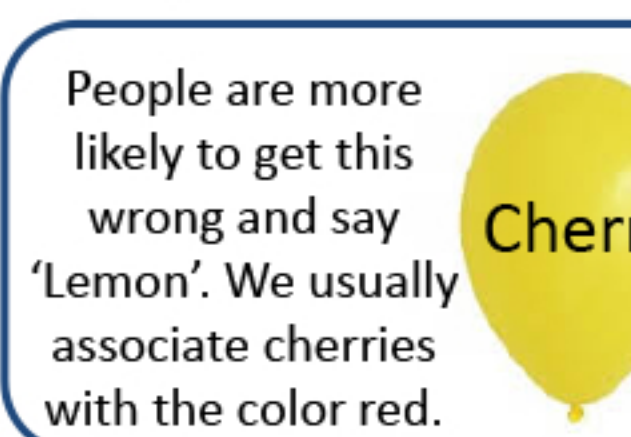 People are more
likely to get this
wrong and say
‘Lemon’. We usually
associate cherries
with the color red.